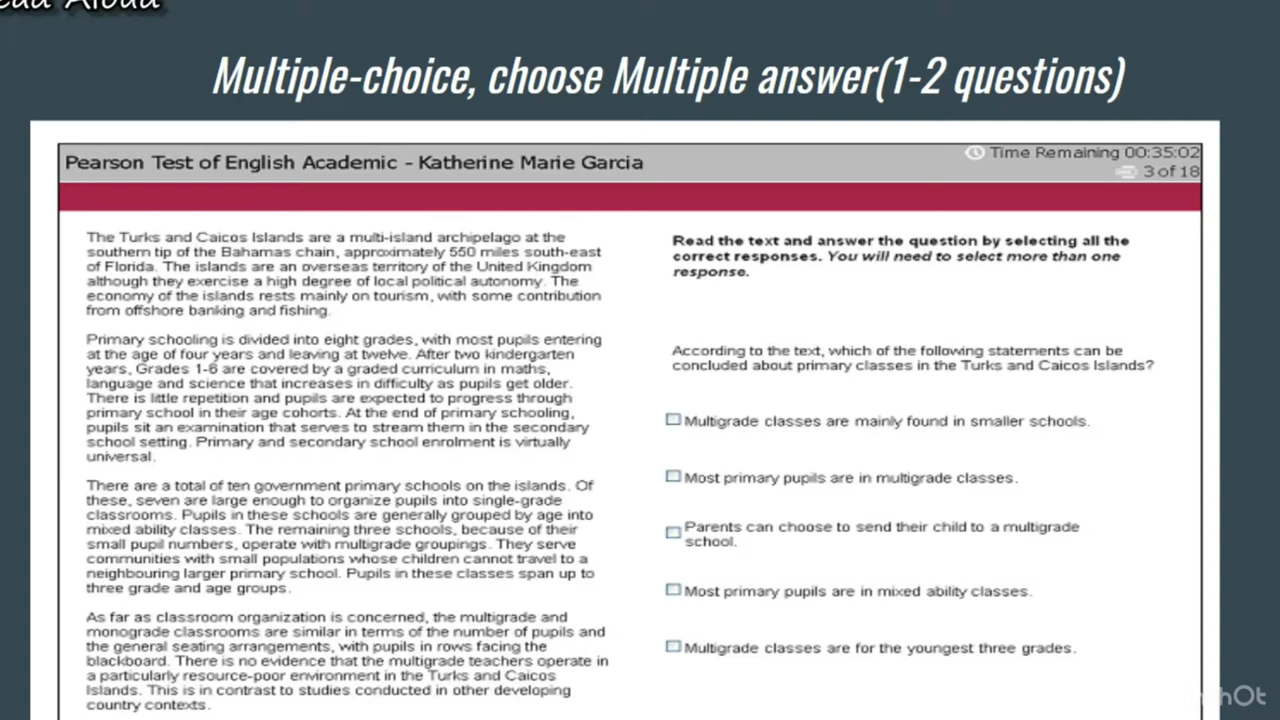 Aloud
Multiple-choice, choose Multiple answer(1-2 questions)
Pearson Test of English Academic - Katherine Marie Garcia
Time Remaining 00:35:02
3 of 18
The Turks and Caicos Islands are a multi-island archipelago at the
southern tip of the Bahamas chain, approximately 550 miles south-east
of Florida. The islands are an overseas territory of the United Kingdom
although they exercise a high degree of local political autonomy. The
economy of the islands rests mainly on tourism, with some contribution
from offshore banking and fishing.
Primary schooling is divided into eight grades, with most pupils entering
at the age of four years and leaving at twelve. After two kindergarten
years, Grades 1-6 are covered by a graded curriculum in maths,
language and science that increases in difficulty as pupils get older.
There is little repetition and pupils are expected to progress through
primary school in their age cohorts. At the end of primary schooling,
pupils sit an examination that serves to stream them in the secondary
school setting. Primary and secondary school enrolment is virtually
universal.
There are a total of ten government primary schools on the islands. Of
these, seven are large enough to organize pupils into single-grade
classrooms. Pupils in these schools are generally grouped by age into
mixed ability classes. The remaining three schools, because of their
small pupil numbers, operate with multigrade groupings. They serve
communities with small populations whose children cannot travel to a
neighbouring larger primary school. Pupils in these classes span up to
three grade and age groups.
As far as classroom organization is concerned, the multigrade and
monograde classrooms are similar in terms of the number of pupils and
the general seating arrangements, with pupils in rows facing the
blackboard. There is no evidence that the multigrade teachers operate in
a particularly resource-poor environment in the Turks and Caicos
Islands. This is in contrast to studies conducted in other developing
country contexts.
Read the text and answer the question by selecting all the
correct responses. You will need to select more than one
response.
According to the text, which of the following statements can be
concluded about primary classes in the Turks and Caicos Islands?
Multigrade classes are mainly found in smaller schools.
Most primary pupils are in multigrade classes.
Parents can choose to send their child to a multigrade
school.
Most primary pupils are in mixed ability classes.
Multigrade classes are for the youngest three grades.